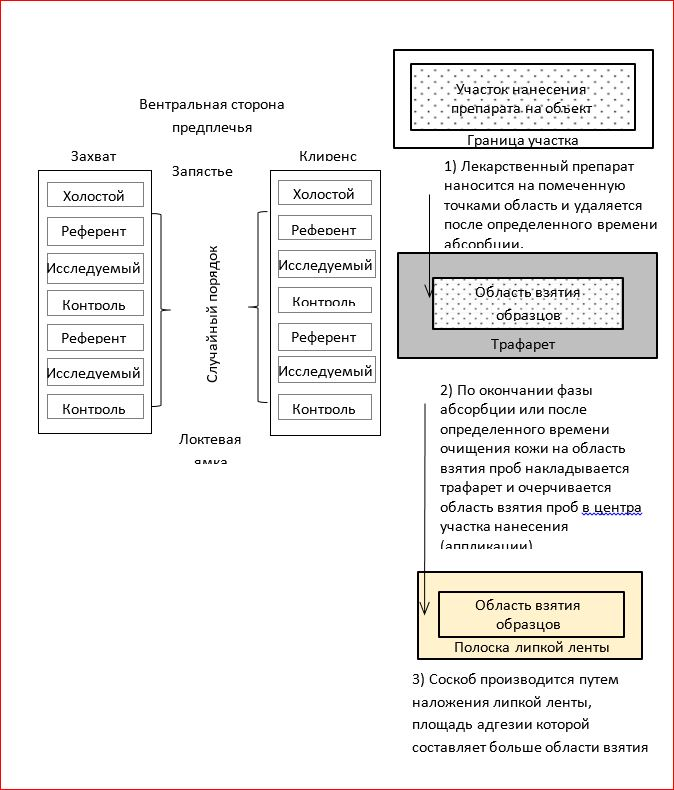 Вентральная сторона
предплечья
Захват
Запястье
Клиренс
Холостой
Референт
Исследуемый
Контроль
Референт
Исследуемый
Контроль
Случайный порядок
Холостой
Референт
Исследуемый
Контроль
Референт
Исследуемый
Контроль
Локтевая
ямка
Участок нанесения
препарата на объект
Граница участка
1) Лекарственный препарат
наносится на помеченную
точками область и удаляется
после определенного времени
абсорбции.
Область взятия
образцов
Трафарет
2) По окончании фазы
абсорбции или после
определенного времени
очищения кожи на область
взятия проб накладывается
трафарет и очерчивается
область взятия проб в центра
участка нанесения
(аппликации)
Область взятия
образцов
Полоска липкой ленты
3) Соскоб производится путем
наложения липкой ленты,
площадь адгезии которой
составляет больше области взятия